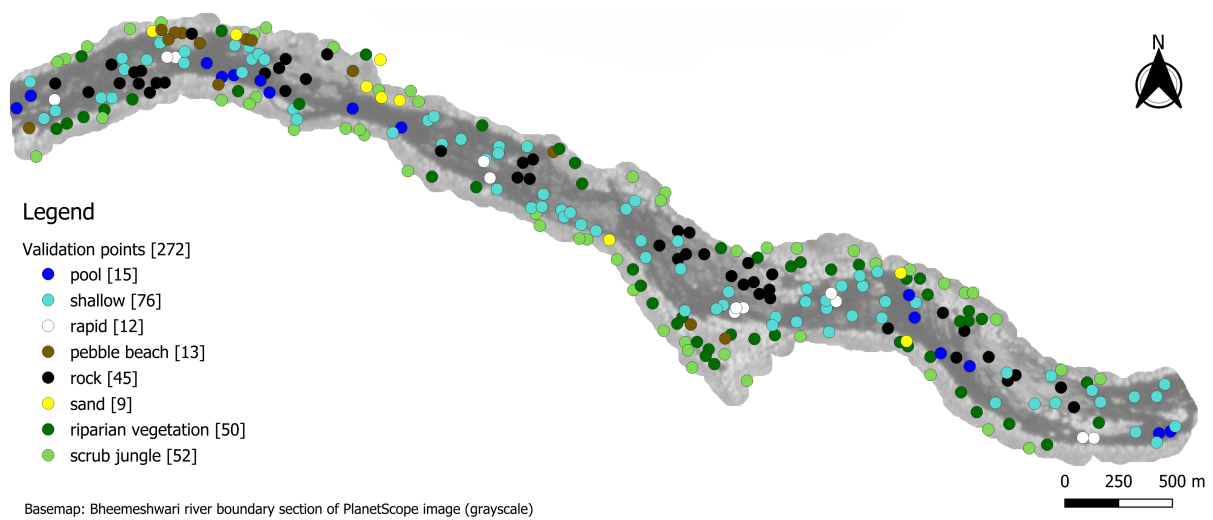 N
Legend
Validation points [272]
pool [15]
shallow [76]
rapid [12]
pebble beach [13]
rock [45]
sand [9]
riparian vegetation [50]
scrub jungle [52]
0 250 500 m
Basemap: Bheemeshwari river boundary section of PlanetScope image (grayscale)